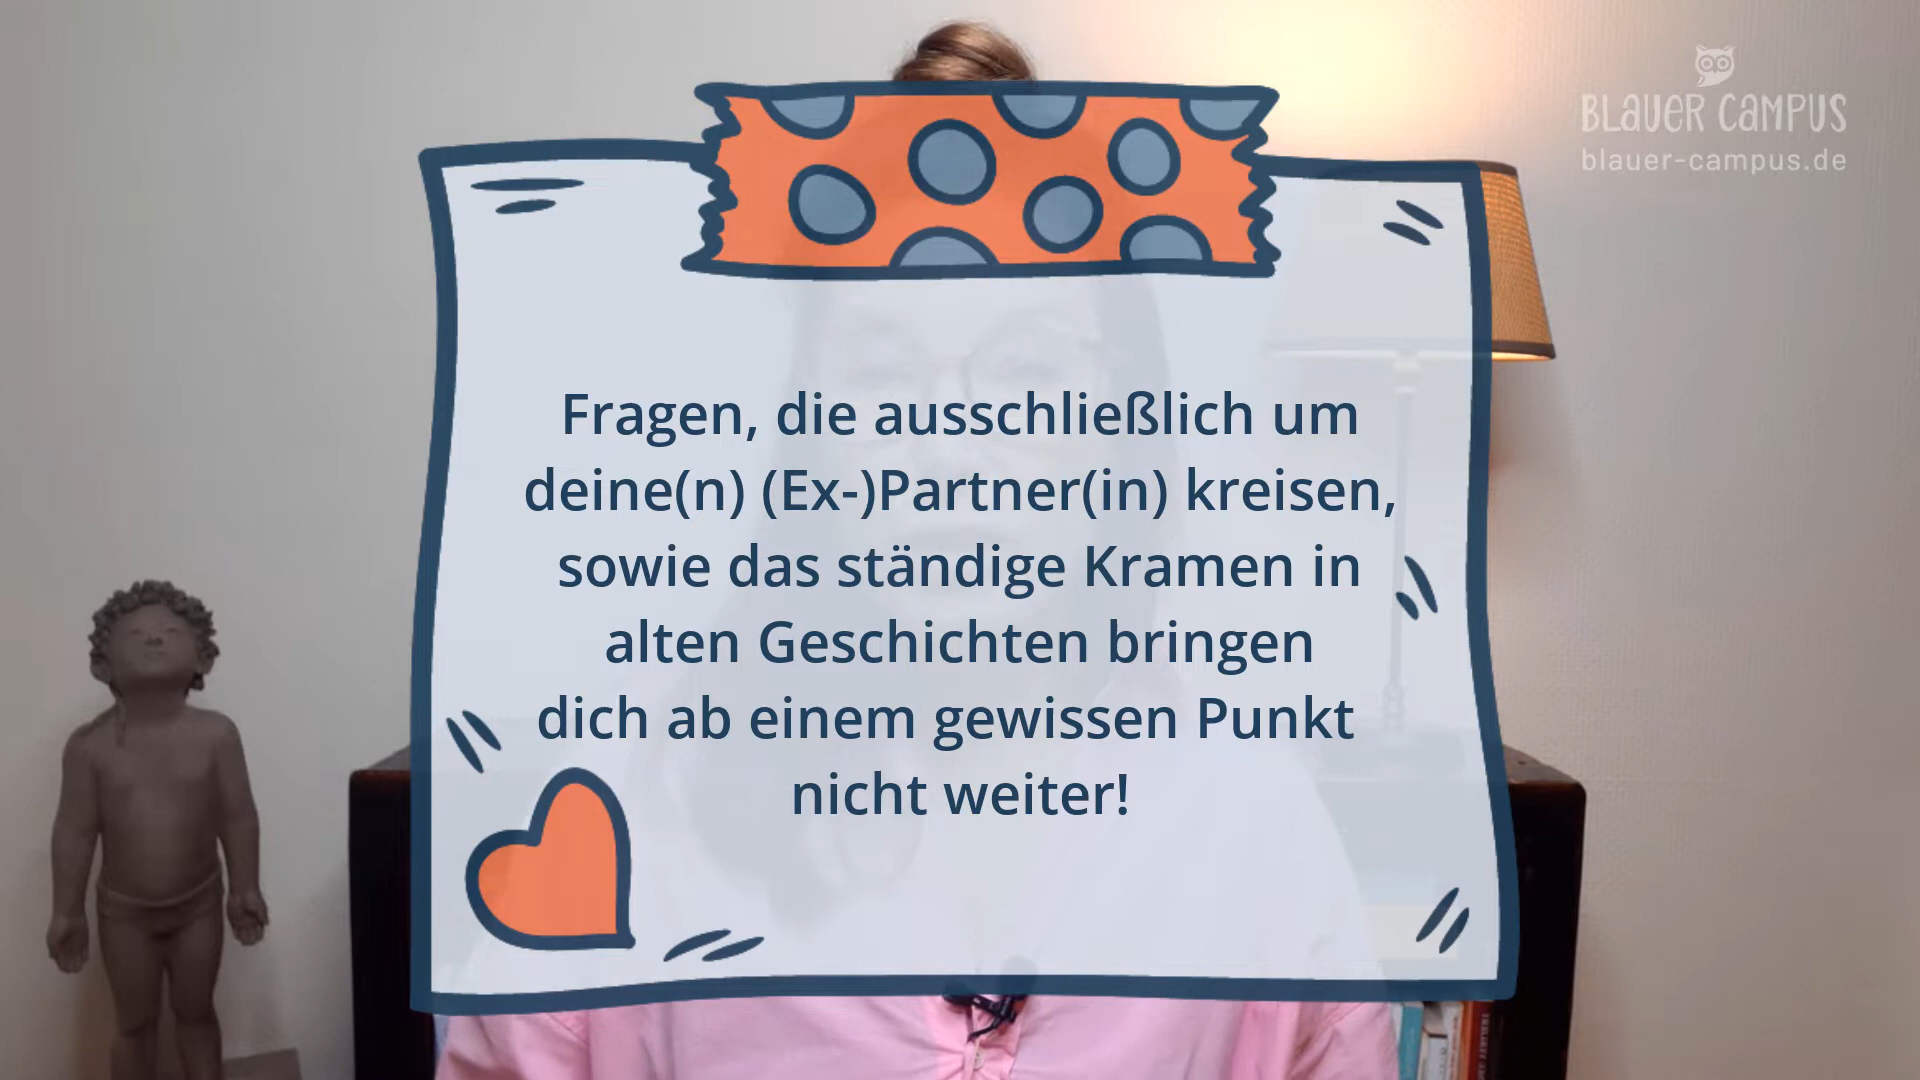 BLAUER CAMPUS
blauer-campus.de
Fragen, die ausschließlich um
deine(n) (Ex-)Partner(in) kreisen,
sowie das ständige Kramen in
alten Geschichten bringen
dich ab einem gewissen Punkt
nicht weiter!